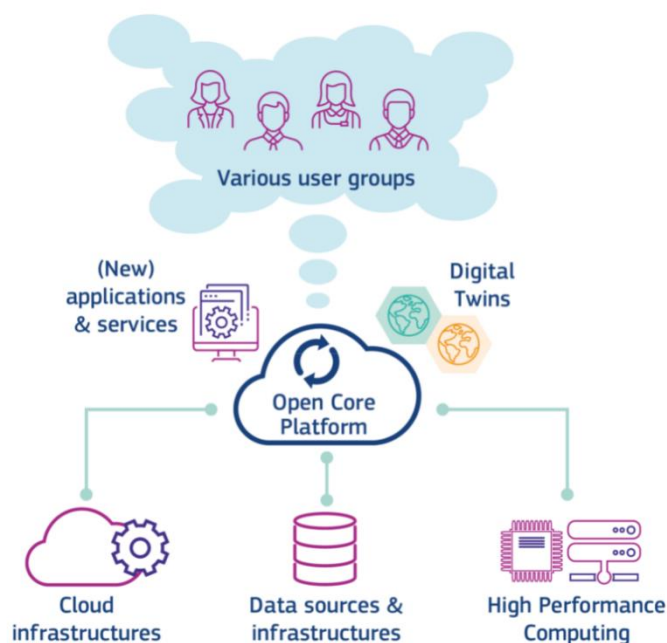 Various user groups
(New)
applications
& services
Digital
Twins
Open Core
Platform
Cloud
infrastructures
Data sources &
infrastructures
High Performance
Computing